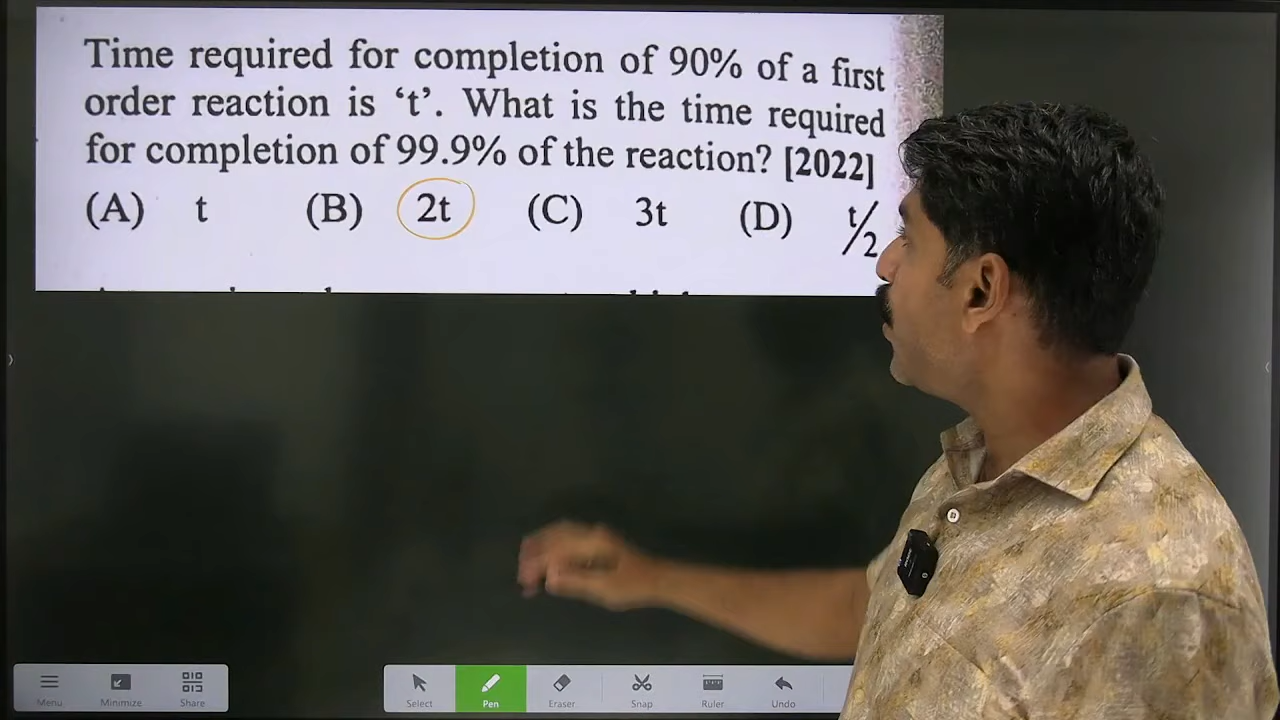 Time required for completion of 90% of a first
order reaction is ‘t’. What is the time required
for completion of 99.9% of the reaction? [2022]
(A) t (B) 2t (C) 3t (D) t/2
Menu Minimize Share Select Pen Eraser Snap Ruler Undo